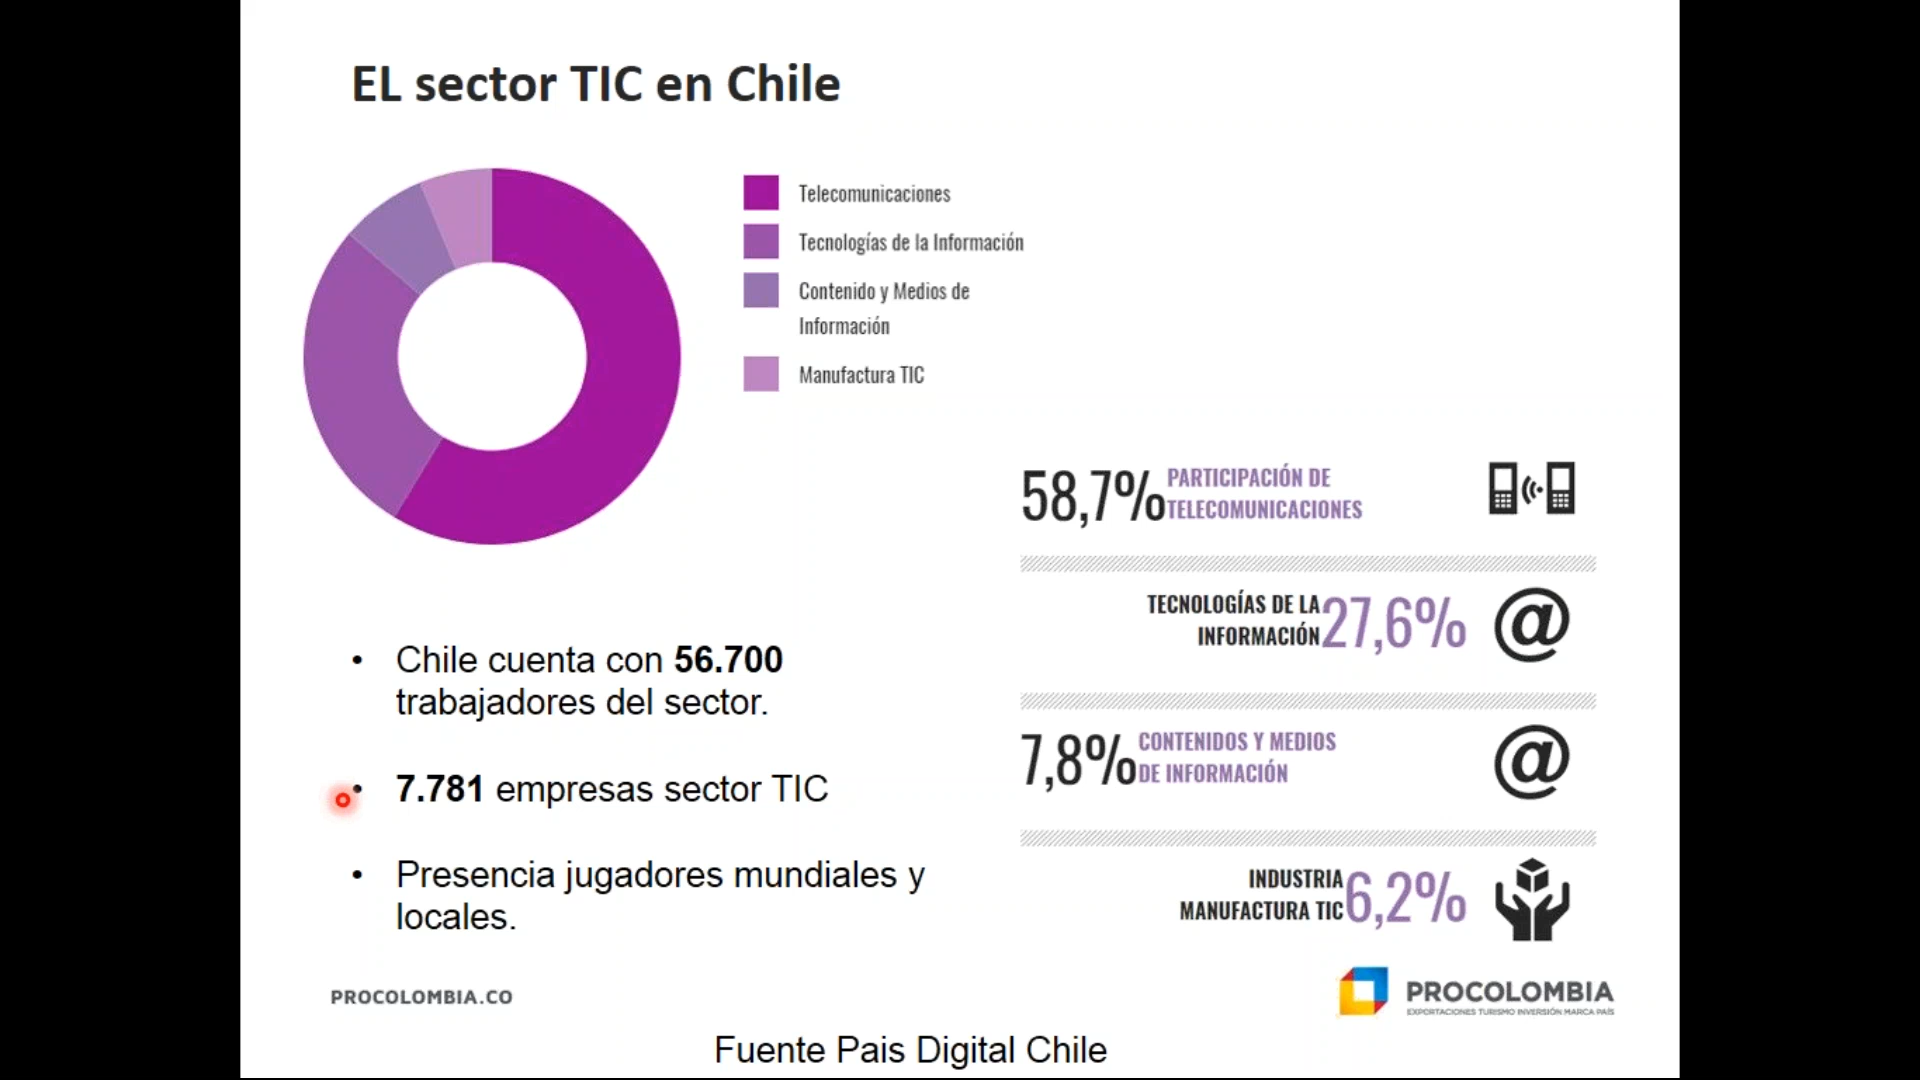 EL sector TIC en Chile
Telecomunicaciones
Tecnologías de la Información
Contenido y Medios de
Información
Manufactura TIC
58,7% PARTICIPACIÓN DE
TELECOMUNICACIONES
TECNOLOGÍAS DE LA
INFORMACIÓN 27,6%
@
7,8% CONTENIDOS Y MEDIOS
DE INFORMACIÓN
@
INDUSTRIA
MANUFACTURA TIC 6,2%
• Chile cuenta con 56.700
trabajadores del sector.
• 7.781 empresas sector TIC
• Presencia jugadores mundiales y
locales.
PROCOLOMBIA.CO
PROCOLOMBIA
EXPORTACIONES TURISMO INVERSIÓN MARCA PAÍS
Fuente Pais Digital Chile